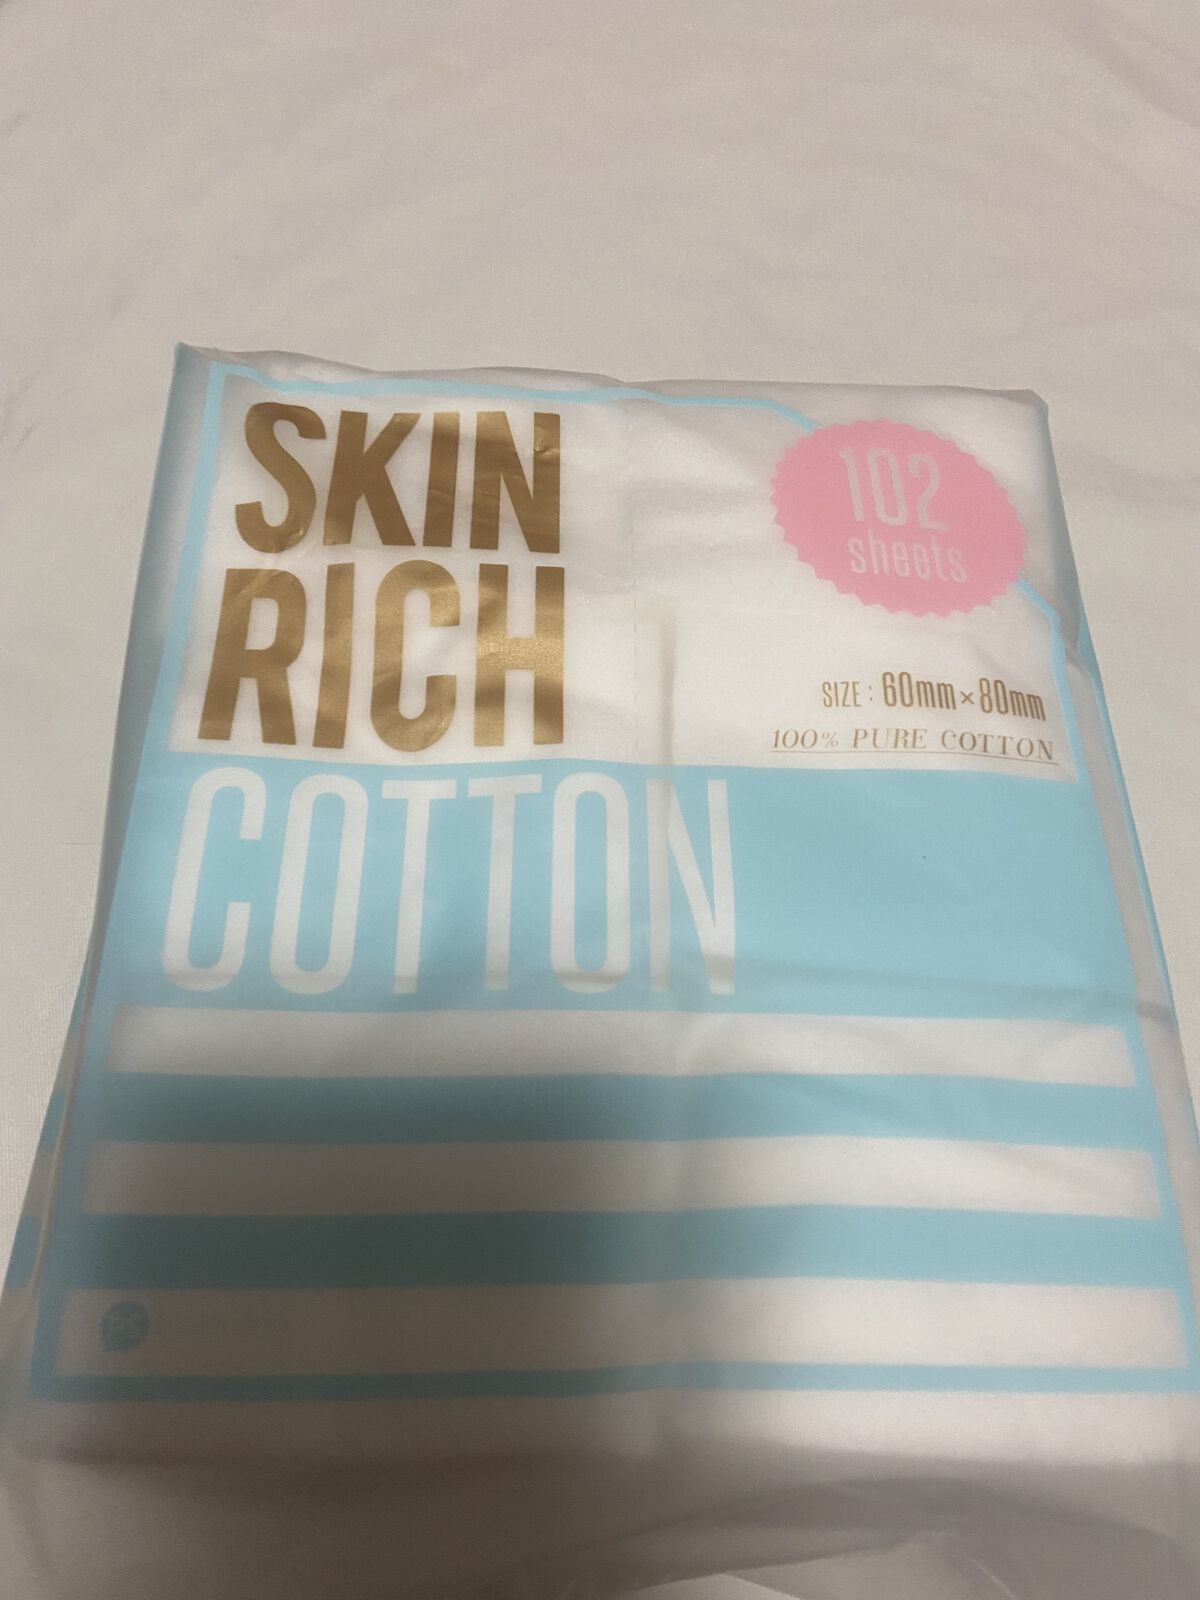 SKIN
RICH
COTTON
102
sheets
SIZE : 60mm×80mm
100% PURE COTTON